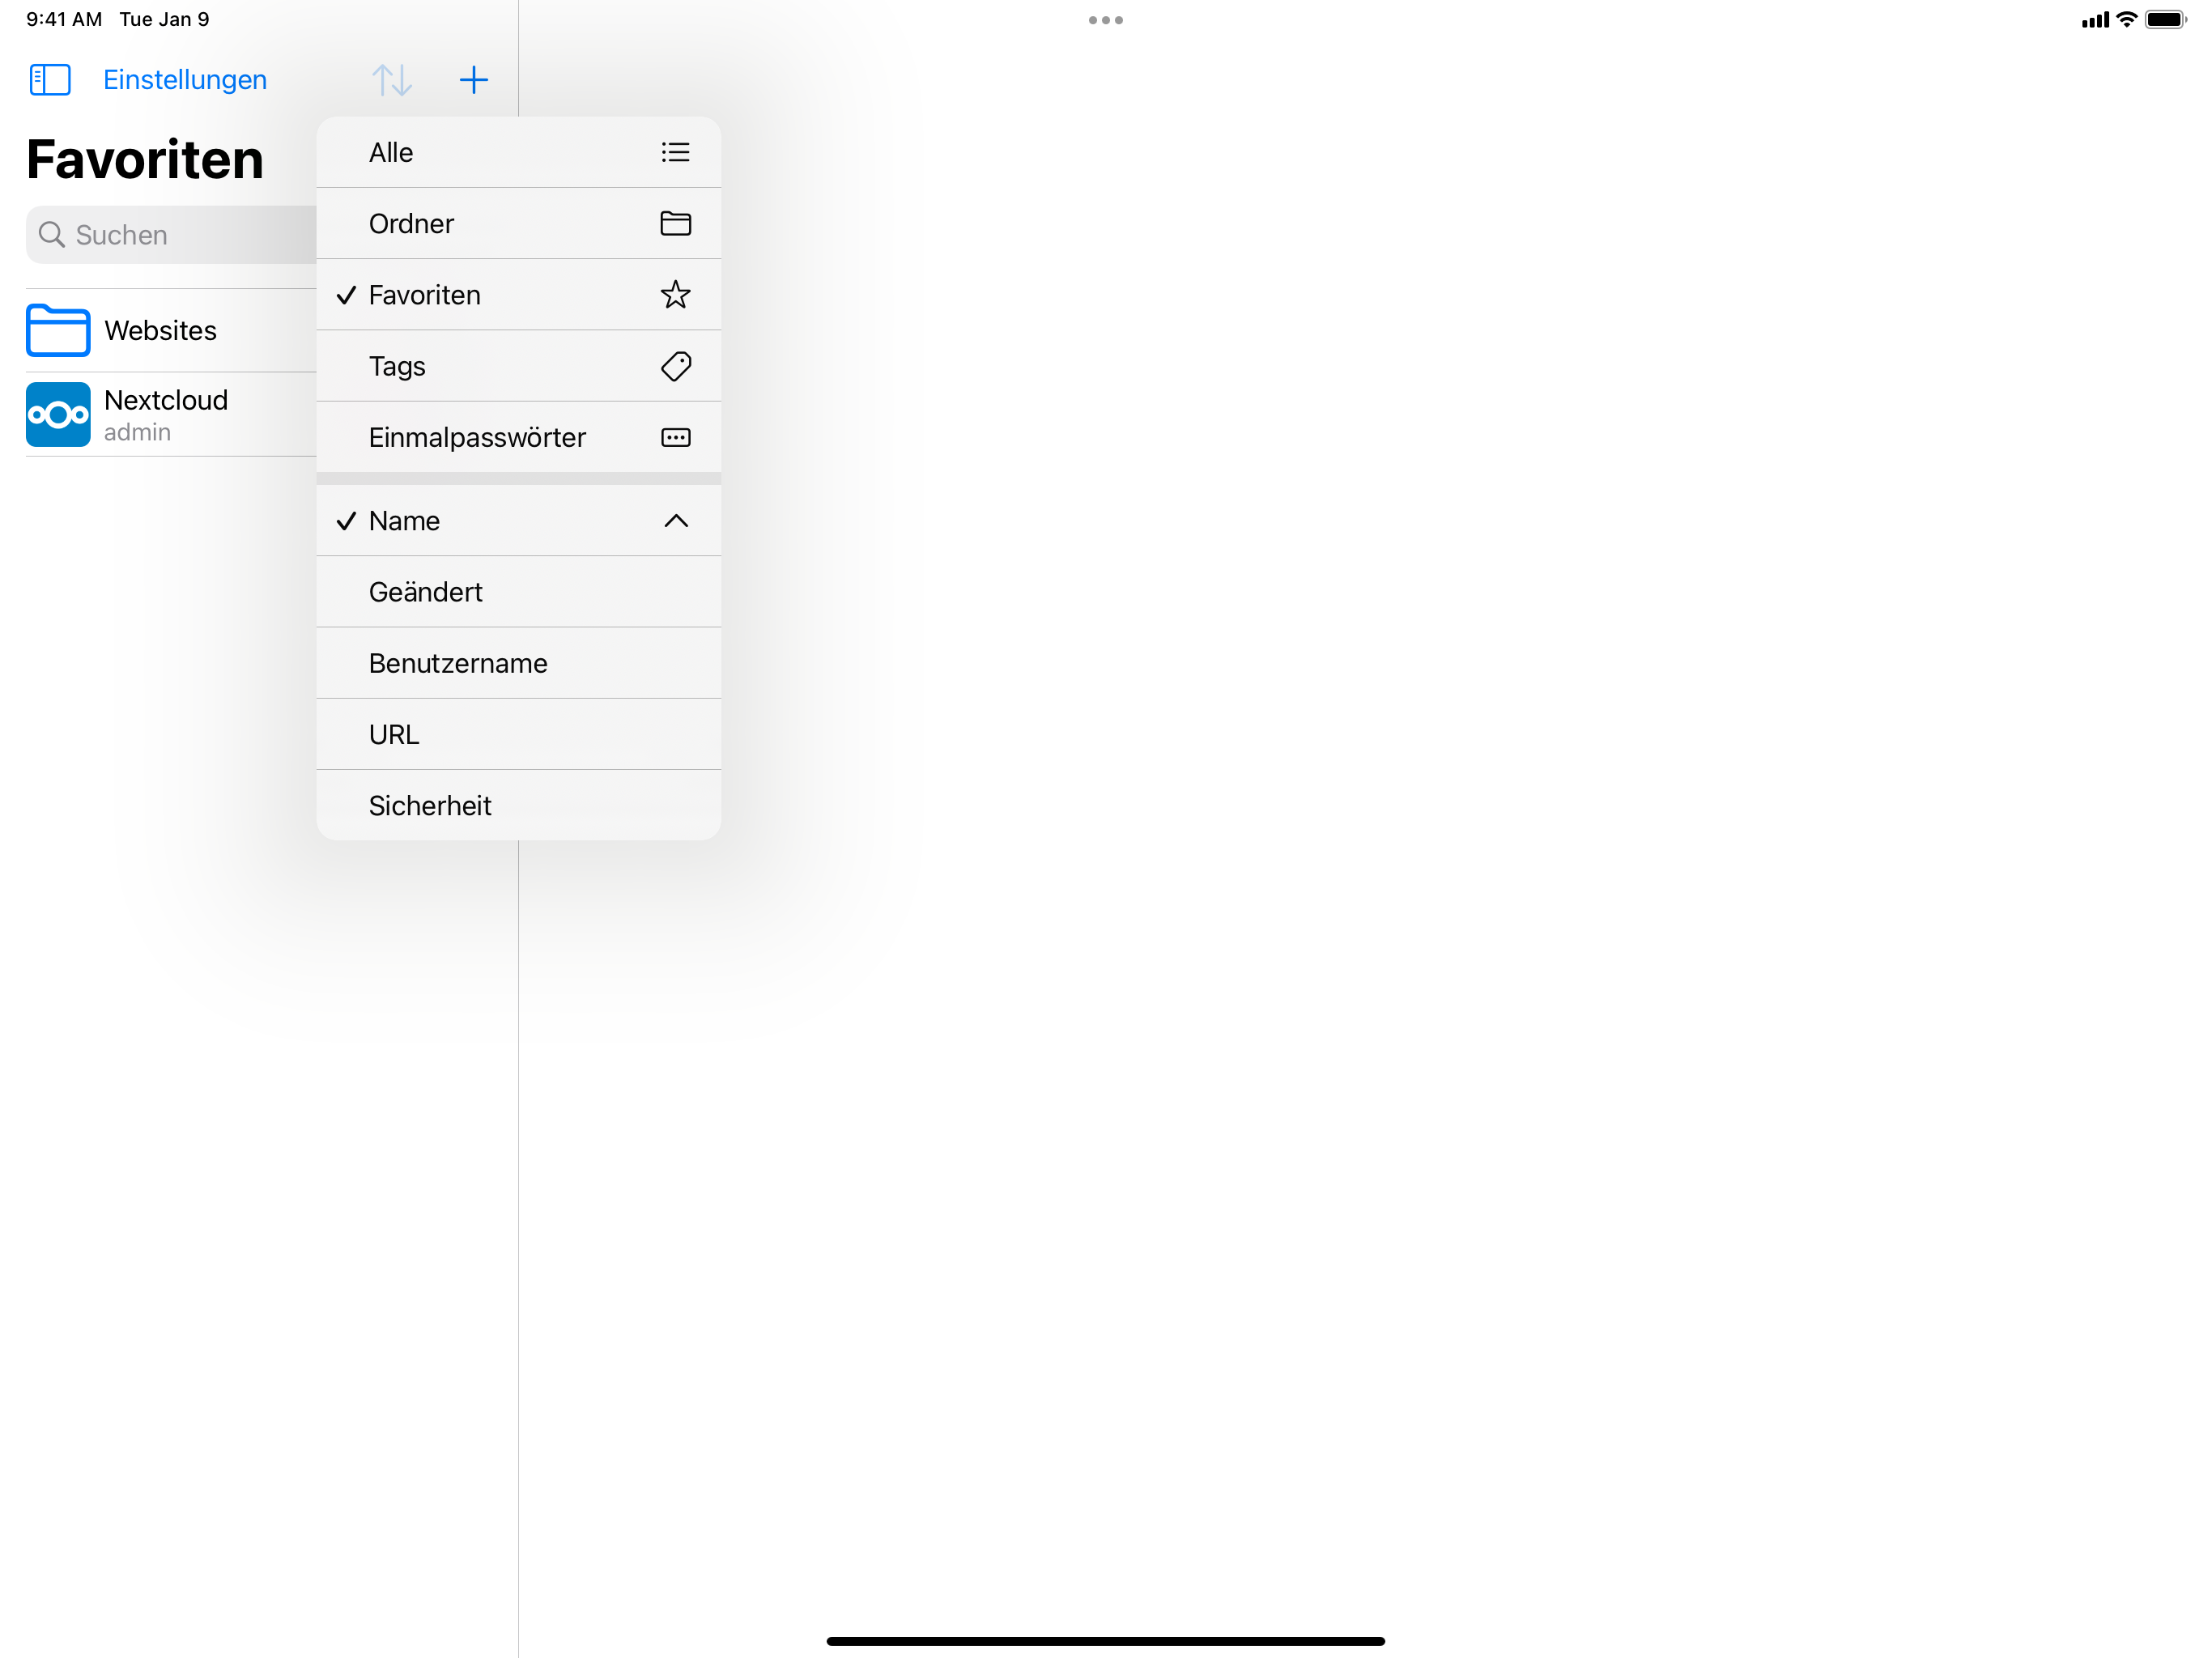 9:41 AM Tue Jan 9
Einstellungen
Favoriten
Suchen
Websites
Nextcloud
admin
Alle
Ordner
Favoriten
Tags
Einmalpasswörter
Name
Geändert
Benutzername
URL
Sicherheit